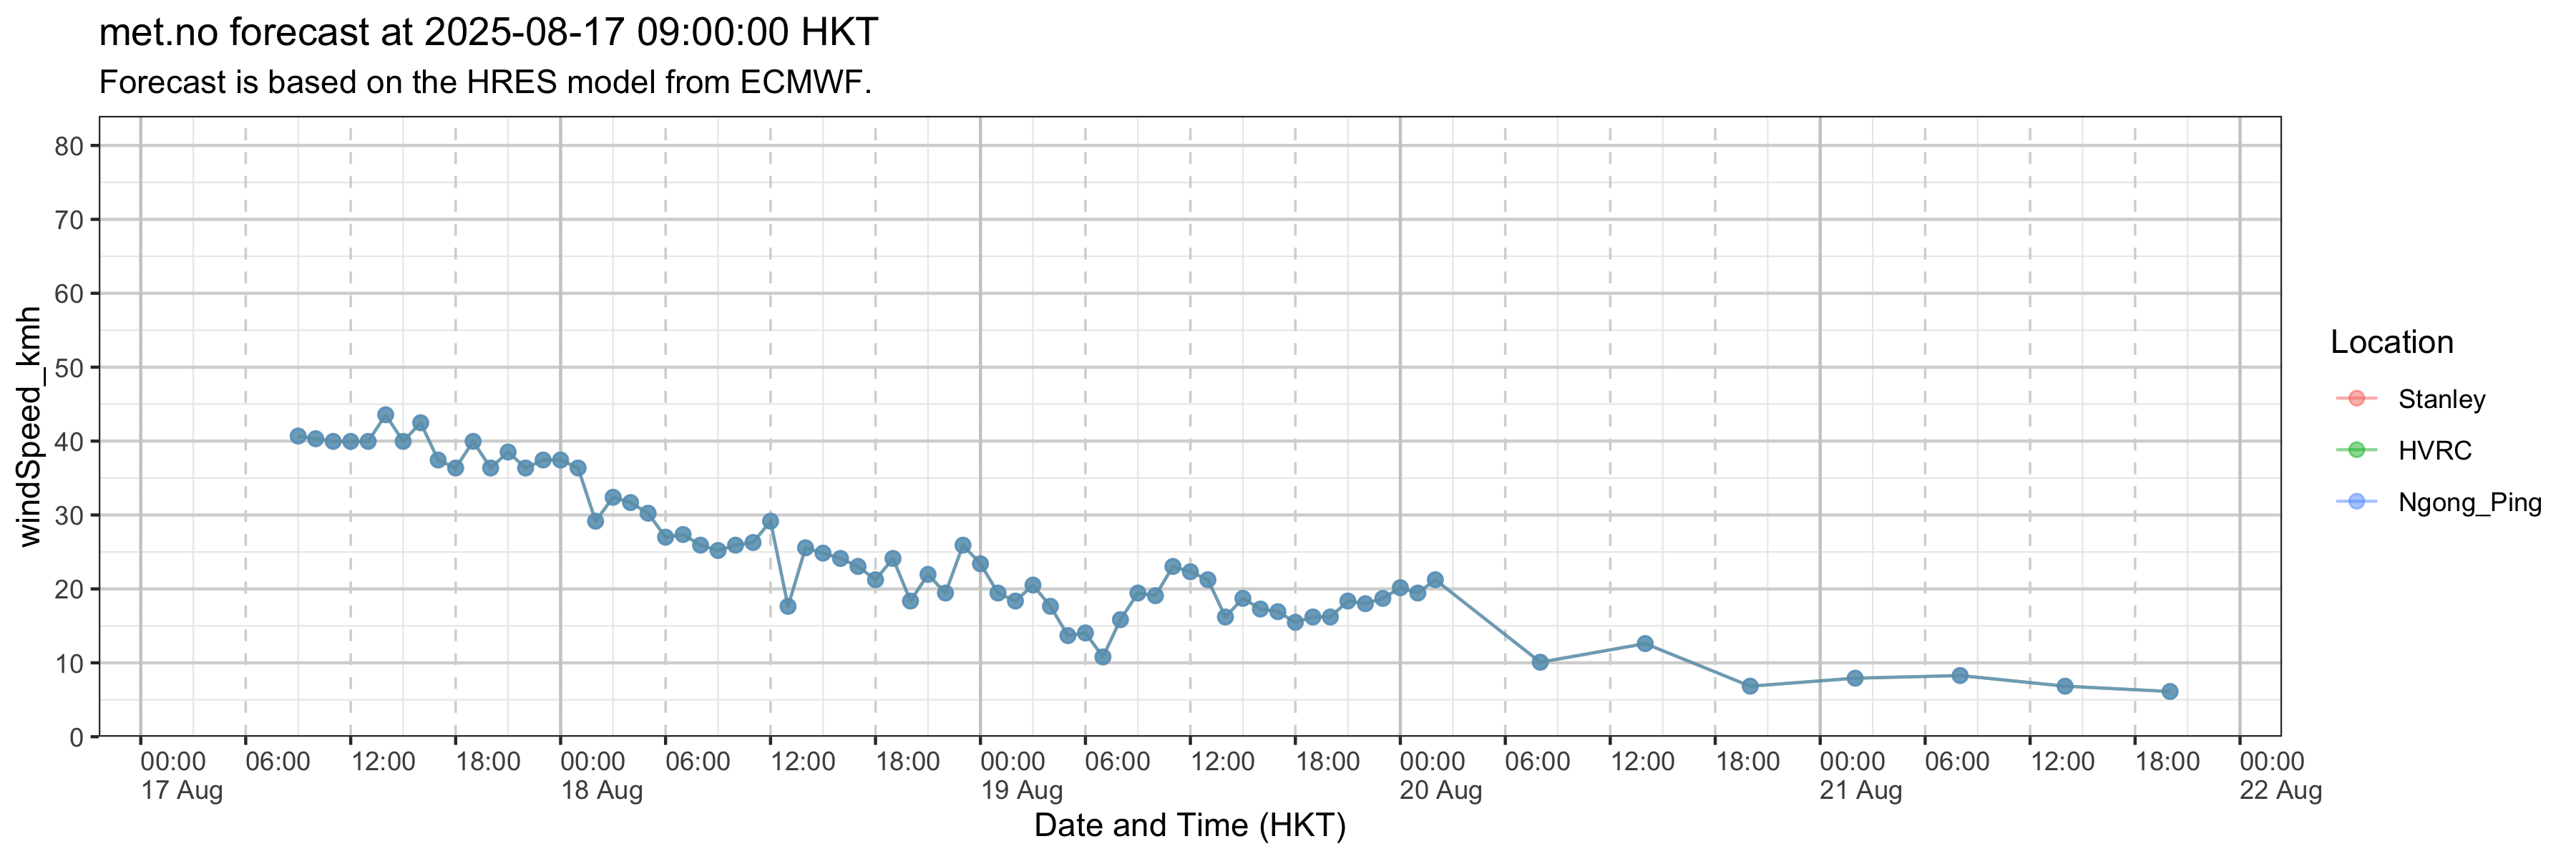 met.no forecast at 2025-08-17 09:00:00 HKT
Forecast is based on the HRES model from ECMWF.
windSpeed_kmh
80
70
60
50
40
30
20
10
0
00:00 06:00 12:00 18:00 00:00 06:00 12:00 18:00 00:00 06:00 12:00 18:00 00:00 06:00 12:00 18:00 00:00 06:00 12:00 18:00 00:00
17 Aug 18 Aug 19 Aug 20 Aug 21 Aug 22 Aug
Date and Time (HKT)
Location
Stanley
HVRC
Ngong_Ping